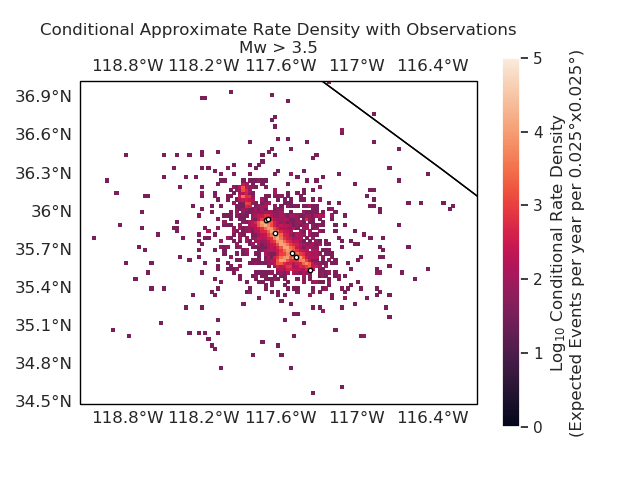 Conditional Approximate Rate Density with Observations
Mw > 3.5
118.8°W 118.2°W 117.6°W 117°W 116.4°W
36.9°N
36.6°N
36.3°N
36°N
35.7°N
35.4°N
35.1°N
34.8°N
34.5°N
118.8°W 118.2°W 117.6°W 117°W 116.4°W
5
4
3
2
1
0
Log₁₀ Conditional Rate Density
(Expected Events per year per 0.025°x0.025°)